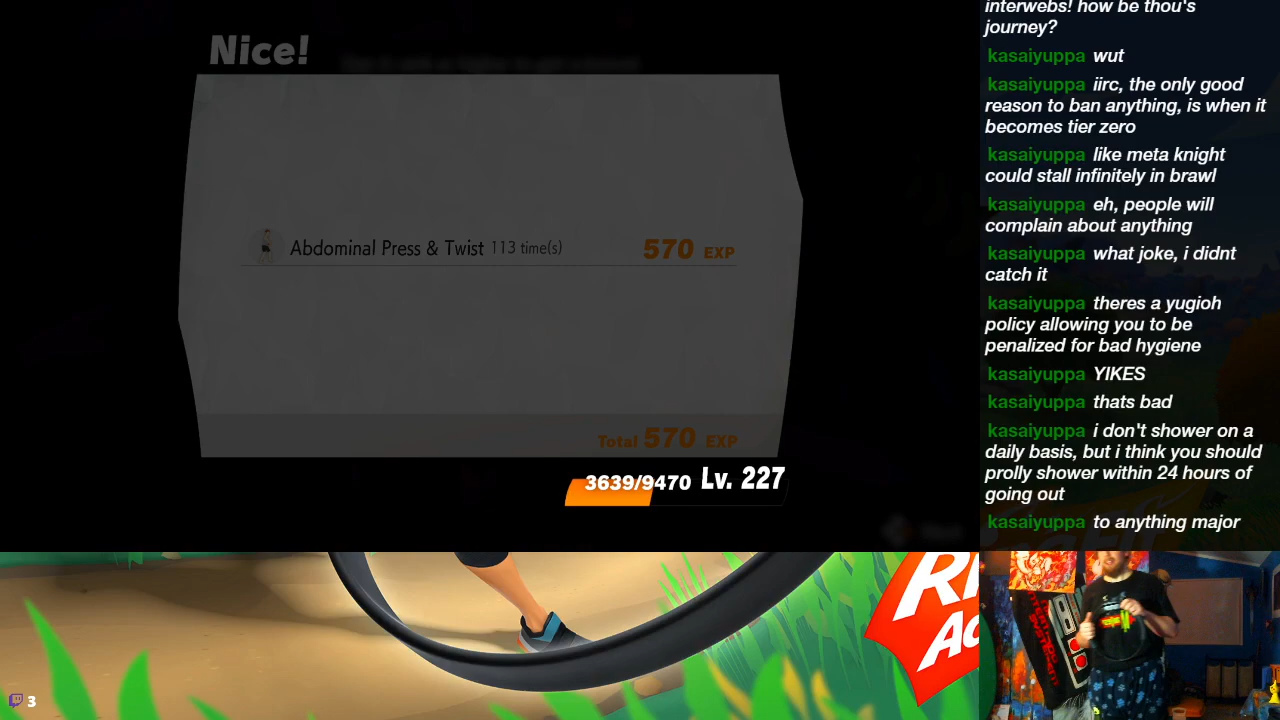 Nice!
Abdominal Press & Twist 113 time(s) 570 EXP
Total 570 EXP
3639/9470 Lv. 227
interwebs! how be thou's
journey?
kasaiyuppa wut
kasaiyuppa iirc, the only good
reason to ban anything, is when it
becomes tier zero
kasaiyuppa like meta knight
could stall infinitely in brawl
kasaiyuppa eh, people will
complain about anything
kasaiyuppa what joke, i didnt
catch it
kasaiyuppa theres a yugioh
policy allowing you to be
penalized for bad hygiene
kasaiyuppa YIKES
kasaiyuppa thats bad
kasaiyuppa i don't shower on a
daily basis, but i think you should
prolly shower within 24 hours of
going out
kasaiyuppa to anything major
3